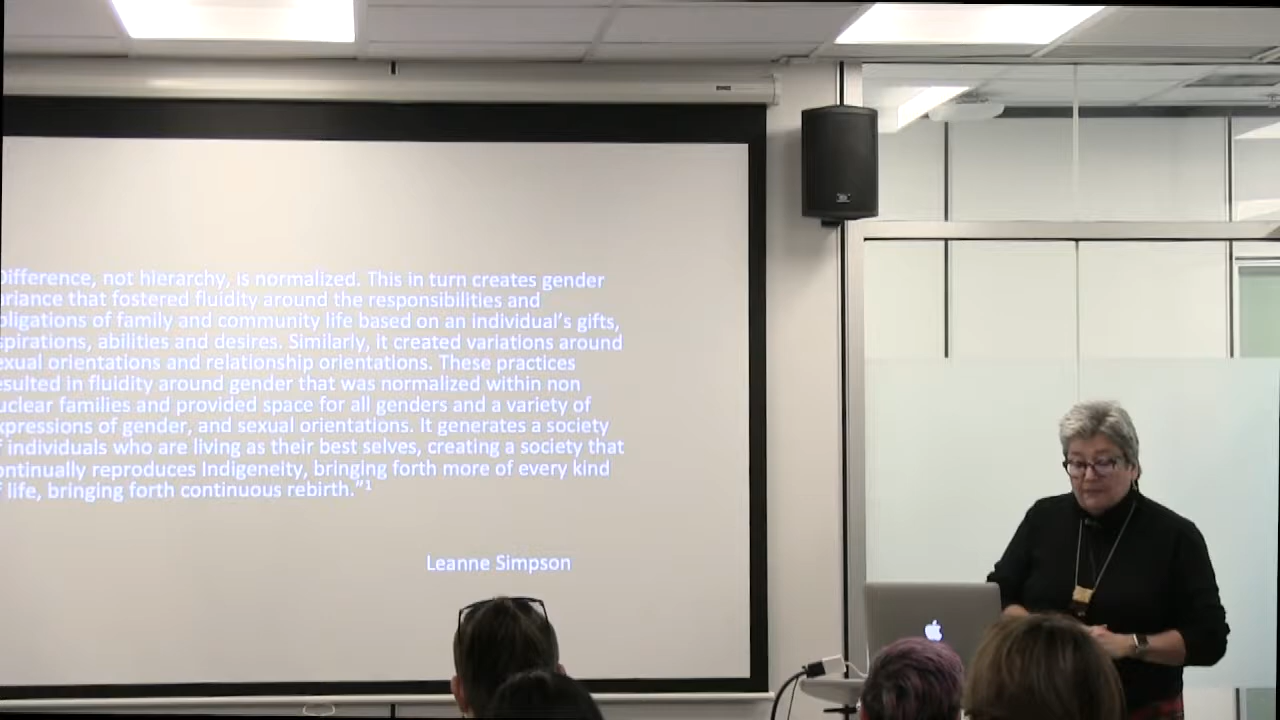 Difference, not hierarchy, is normalized. This in turn creates gender
ariance that fostered fluidity around the responsibilities and
bligations of family and community life based on an individual's gifts,
spirations, abilities and desires. Similarly, it created variations around
exual orientations and relationship orientations. These practices
esulted in fluidity around gender that was normalized within non
uclear families and provided space for all genders and a variety of
xpressions of gender, and sexual orientations. It generates a society
f individuals who are living as their best selves, creating a society that
ontinually reproduces Indigeneity, bringing forth more of every kind
f life, bringing forth continuous rebirth."¹
Leanne Simpson